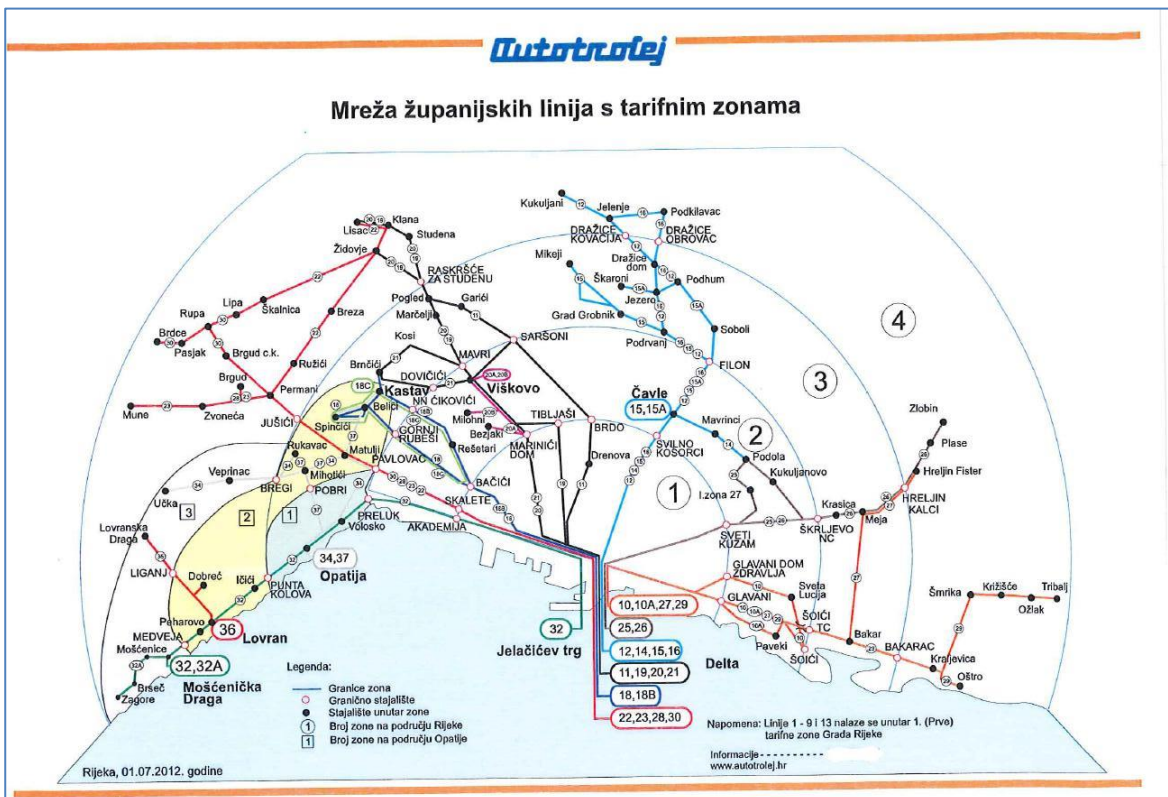 autotrolej
Mreža županijskih linija s tarifnim zonama
Kukuljani
Jelenje
Podkilavac
DRAŽICE
KOVAČIJA
DRAŽICE
OBROVAC
Dražice
dom
Mikeji
Škaroni
Jezero
Podhum
Grad Grobnik
Podrvanj
Soboli
FILON
Lisac
Klana
Studena
Židovje
RASKRŠĆE
ZA STUDENU
Pogled
Garići
Marčelji
SARŠONI
Lipa
Škalnica
Rupa
Breza
Brdce
Pasjak
Brgud c.k.
Ružići
Brgud
Permani
Mune
Zvoneća
JUŠIĆI
Kosi
MAVRI
Brnčići
DOVIČIĆI
20A,20B
Viškovo
18C
Kastav
NN ČIKOVIĆI
Belići
Spinčići
Milohni
Bezjaki
TIBLJAŠI
BRDO
GORNJI
RUBEŠI
MARINIĆI
DOM
Rešetari
Drenova
Čavle
15,15A
SVILNO
KOSORCI
Mavrinci
Podola
Kukuljanovo
I.zona 27
Zlobin
Plase
Hreljin Fister
Krasica
Meja
HRELJIN
KALCI
ŠKRLJEVO
NC
SVETI
KUZAM
Rukavac
Matulji
PAVLOVAC
Veprinac
Mihotići
Učka
BREGI
POBRI
BAČIĆI
SKALETE
PRELUK
AKADEMIJA
Volosko
Lovranska
Draga
34,37
Opatija
LIGANJ
Dobreć
Ičići
PUNTA
KOLOVA
Peharovo
36
Lovran
MEDVEJA
Mošćenice
32,32A
Mošćenička
Draga
Brseč
Zagore
GLAVANI DOM
ZDRAVLJA
GLAVANI
Sveta
Lucija
ŠOIĆI
TC
Paveki
ŠOIĆI
Bakar
BAKARAC
Kraljevica
Oštro
Šmrika
Križišće
Ožlak
Tribalj
1
2
3
4
1
2
3
32
Jelačićev trg
10,10A,27,29
25,26
12,14,15,16
11,19,20,21
18,18B
22,23,28,30
Delta
Legenda:
Granice zona
Granično stajalište
Stajalište unutar zone
1 Broj zone na području Rijeke
1 Broj zone na području Opatije
Napomena: Linije 1 - 9 i 13 nalaze se unutar 1. (Prve)
tarifne zone Grada Rijeke
Informacije
www.autotrolej.hr
Rijeka, 01.07.2012. godine